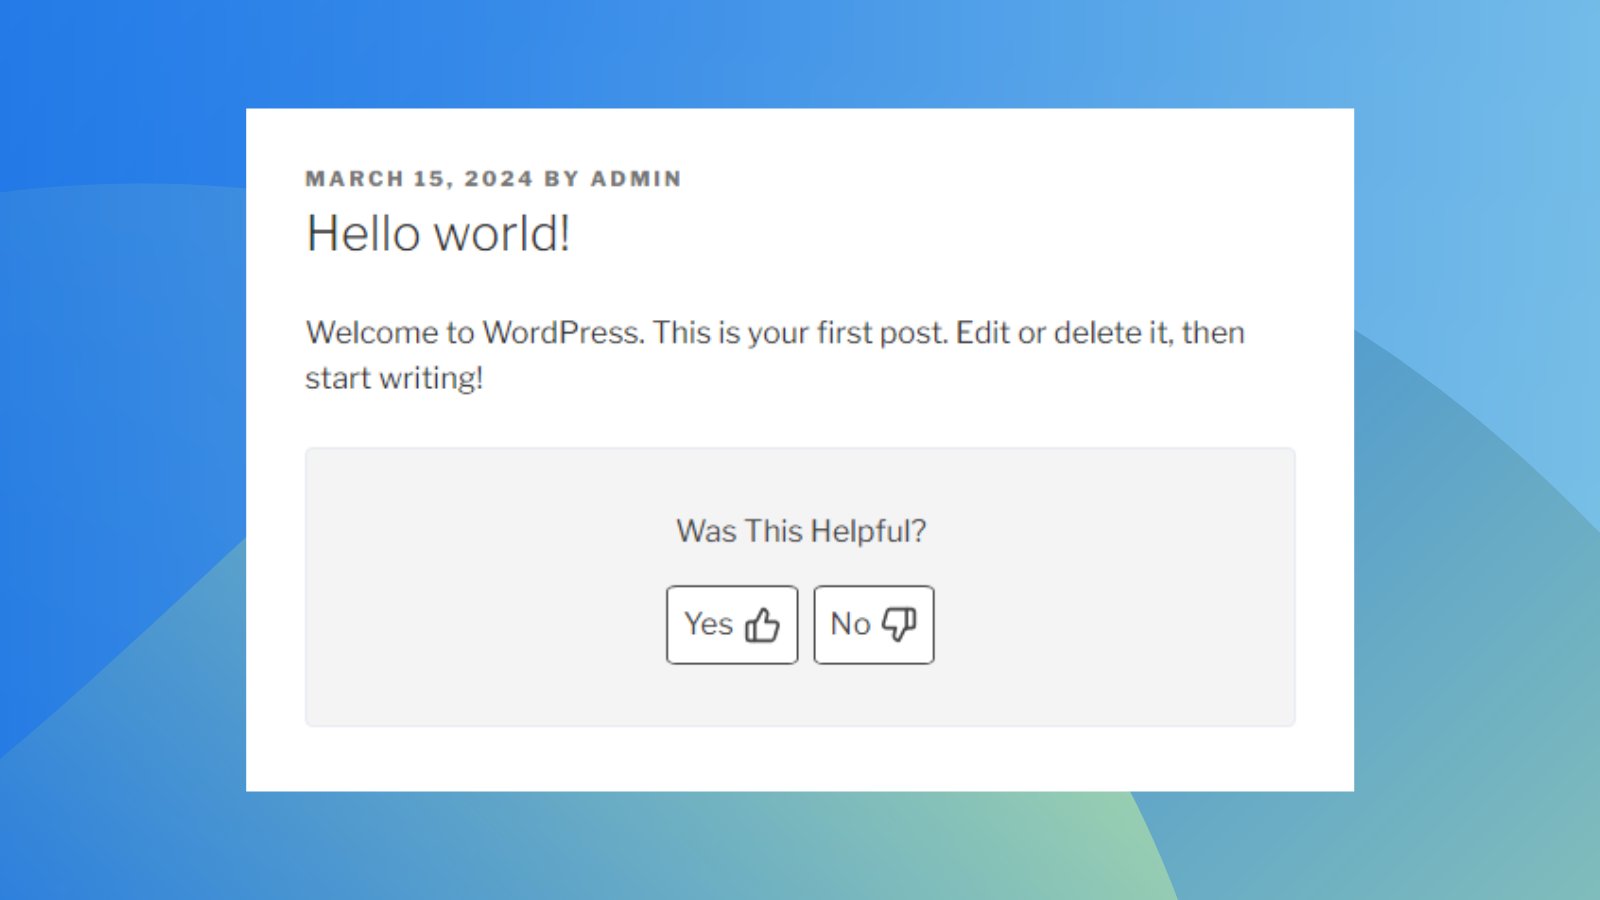 MARCH 15, 2024 BY ADMIN
Hello world!
Welcome to WordPress. This is your first post. Edit or delete it, then
start writing!
Was This Helpful?
Yes No